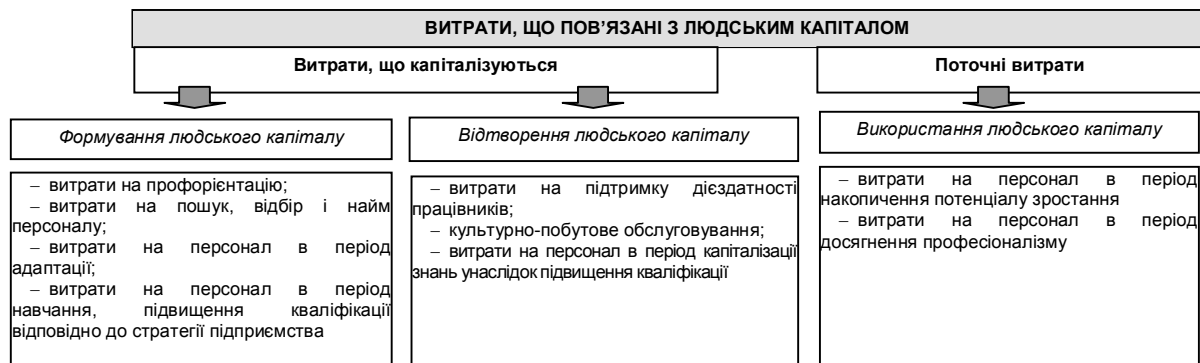 ВИТРАТИ, ЩО ПОВ’ЯЗАНІ З ЛЮДСЬКИМ КАПІТАЛОМ
Витрати, що капіталізуються
Поточні витрати
Формування людського капіталу
Відтворення людського капіталу
Використання людського капіталу
– витрати на профорієнтацію;
– витрати на пошук, відбір і найм
персоналу;
– витрати на персонал в період
адаптації;
– витрати на персонал в період
навчання, підвищення кваліфікації
відповідно до стратегії підприємства
– витрати на підтримку дієздатності
працівників;
– культурно-побутове обслуговування;
– витрати на персонал в період капіталізації
знань унаслідок підвищення кваліфікації
– витрати на персонал в період
накопичення потенціалу зростання
– витрати на персонал в період
досягнення професіоналізму